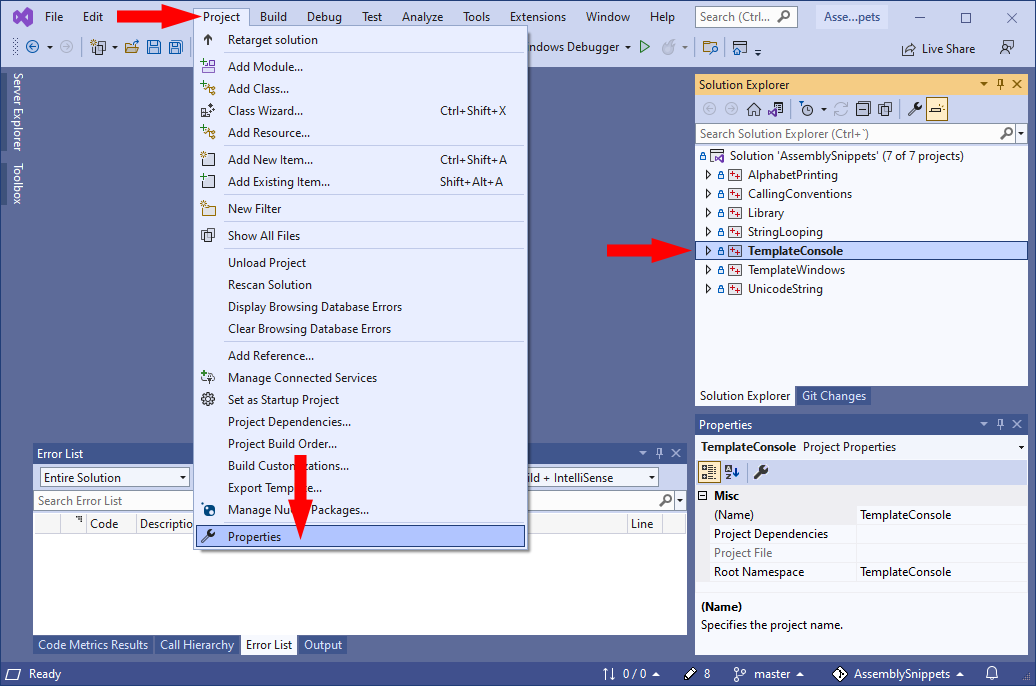 File Edit Project Build Debug Test Analyze Tools Extensions Window Help Search (Ctrl... Asse...pets
ndows Debugger Live Share
Server Explorer
Toolbox
Retarget solution
Add Module...
Add Class...
Class Wizard... Ctrl+Shift+X
Add Resource...
Add New Item... Ctrl+Shift+A
Add Existing Item... Shift+Alt+A
New Filter
Show All Files
Unload Project
Rescan Solution
Display Browsing Database Errors
Clear Browsing Database Errors
Add Reference...
Manage Connected Services
Set as Startup Project
Project Dependencies...
Project Build Order...
Build Customizations...
Export Temp te...
Manage Nu Packages...
Properties
Solution Explorer
Search Solution Explorer (Ctrl+`)
Solution 'AssemblySnippets' (7 of 7 projects)
AlphabetPrinting
CallingConventions
Library
StringLooping
TemplateConsole
TemplateWindows
UnicodeString
Solution Explorer Git Changes
Properties
TemplateConsole Project Properties
Misc
(Name) TemplateConsole
Project Dependencies
Project File
Root Namespace TemplateConsole
(Name)
Specifies the project name.
Error List
Entire Solution ild + IntelliSense
Search Error List
Code Descriptio Line
Code Metrics Results Call Hierarchy Error List Output
Ready 0 / 0 8 master AssemblySnippets